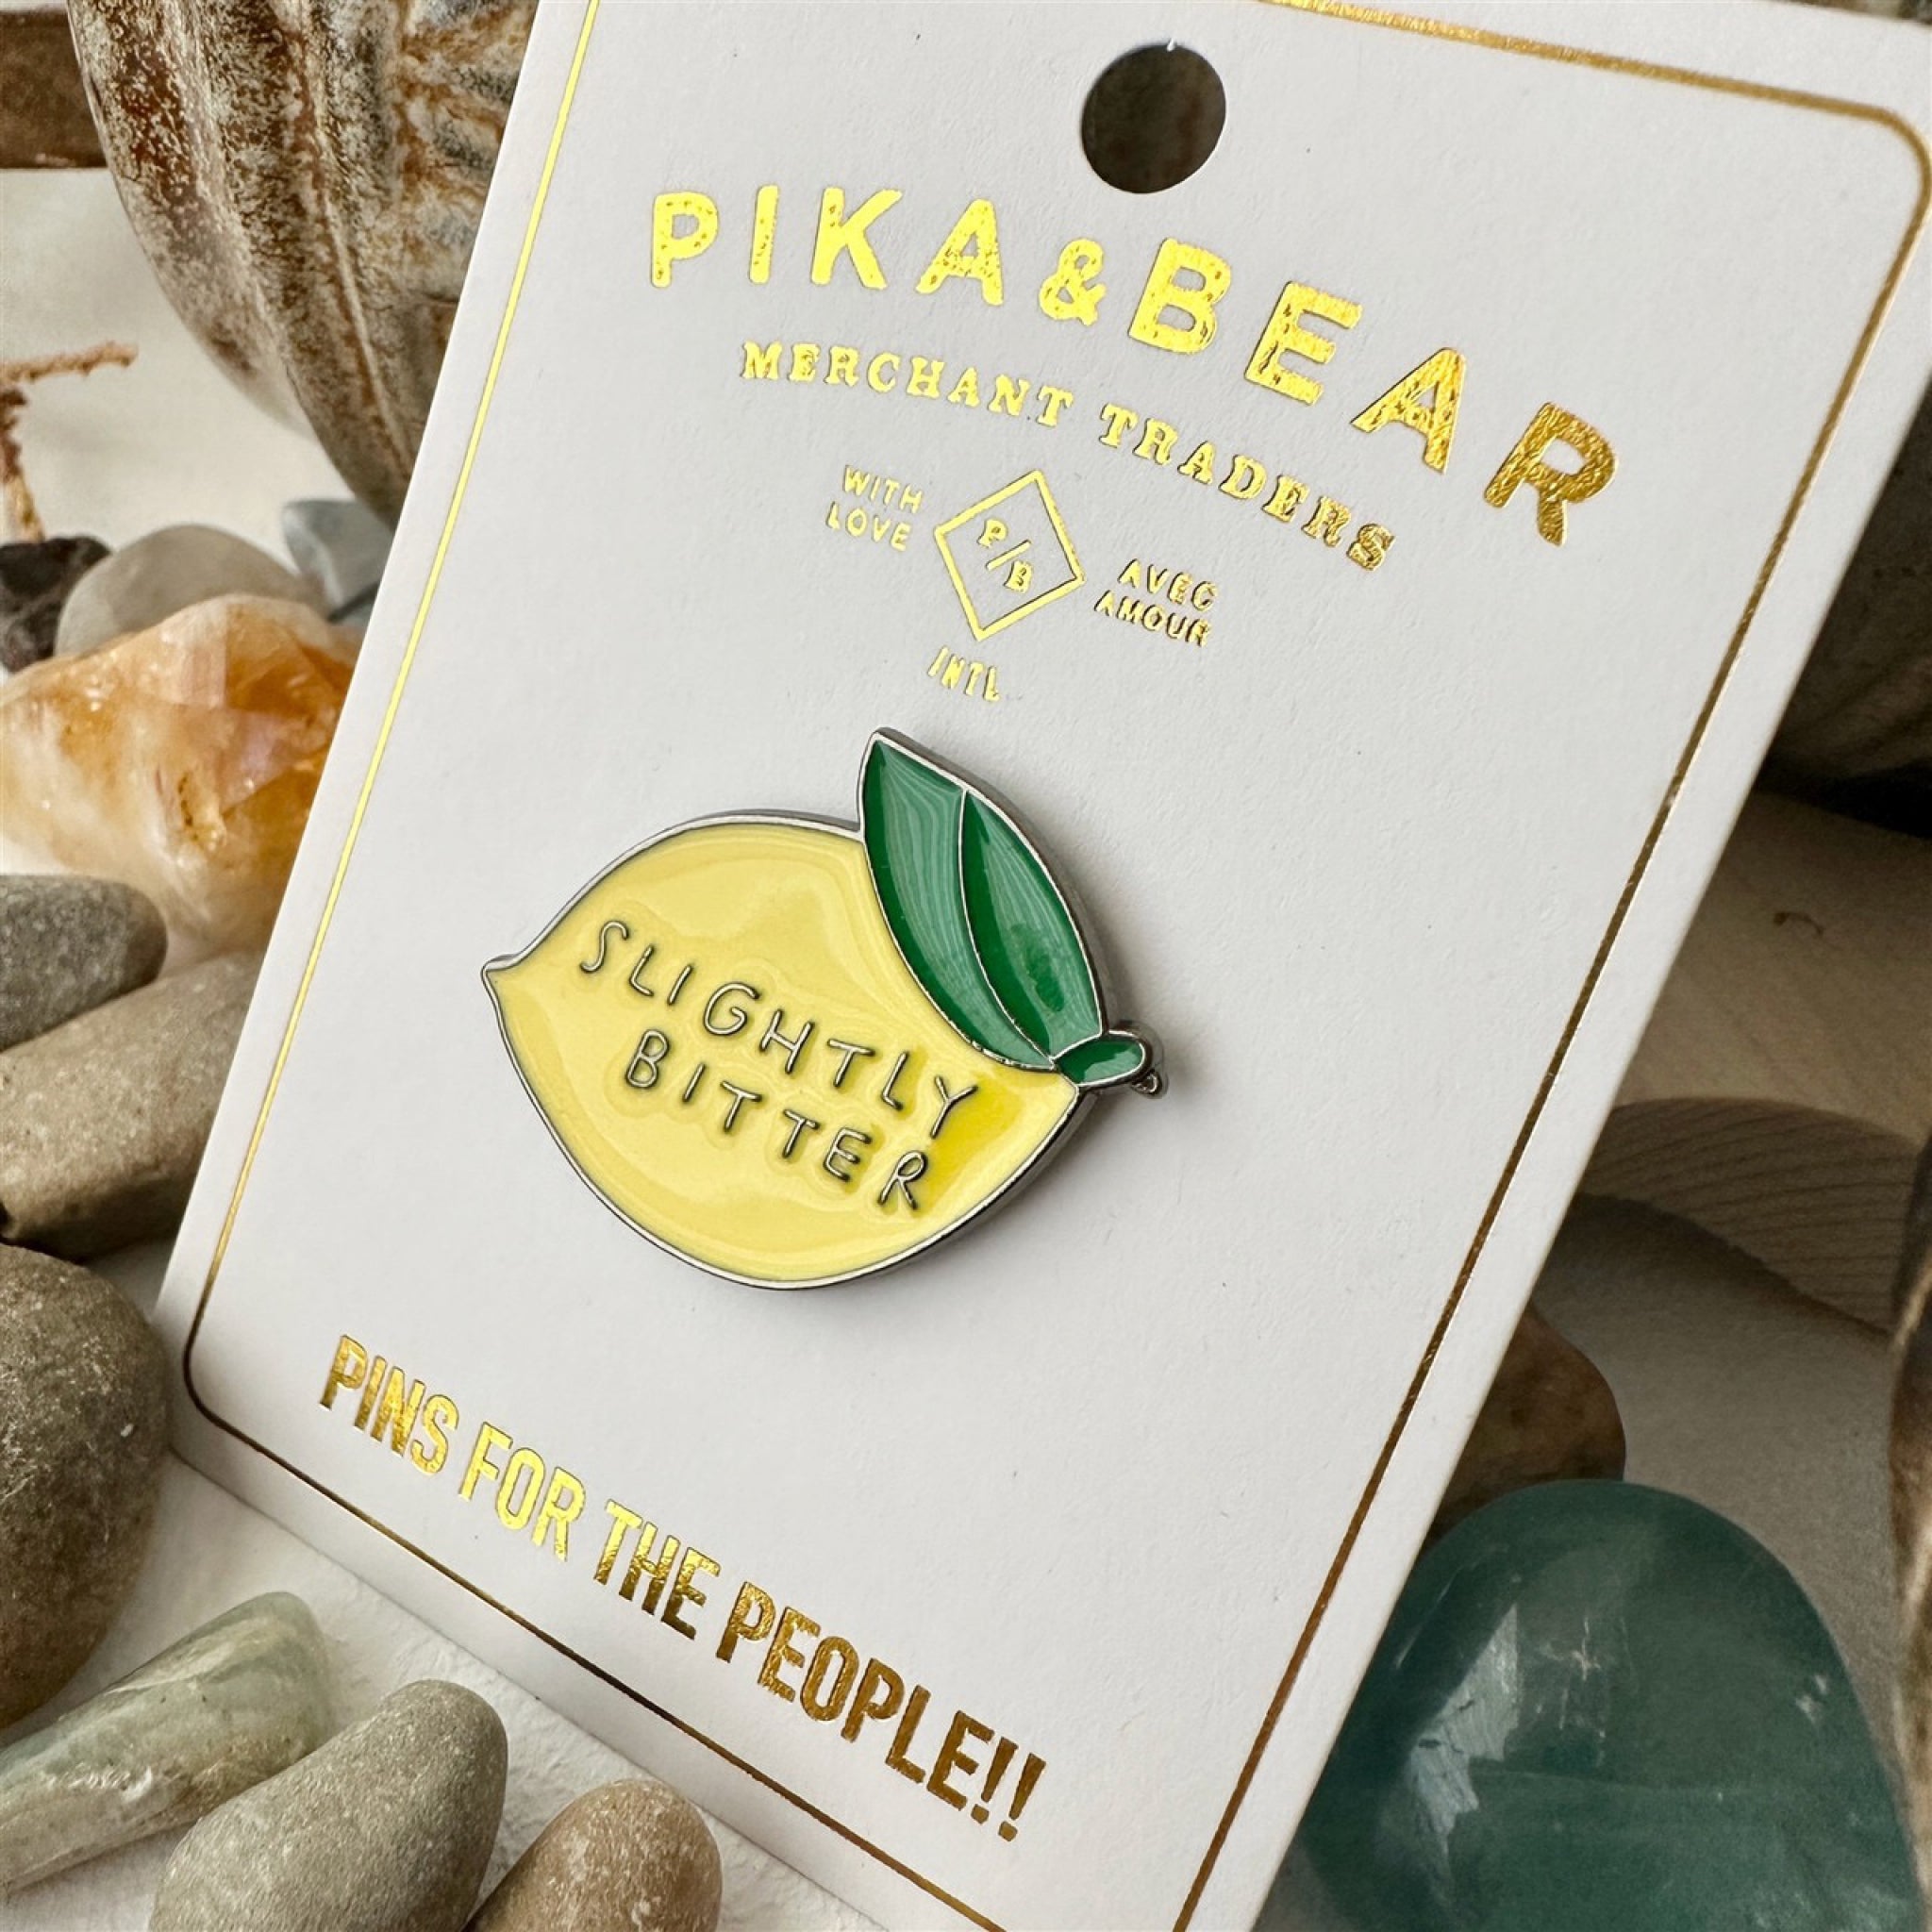 PIKA&BEAR
MERCHANT TRADERS
WITH
LOVE
P/B
AVEC
AMOUR
INTL
SLIGHTLY
BITTER
PINS FOR THE PEOPLE!!